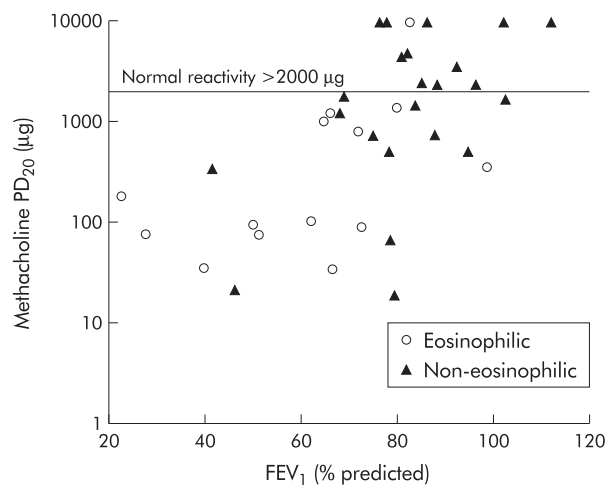 10000
Normal reactivity >2000 µg
1000
100
10
1
Methacholine PD20 (µg)
Eosinophilic
Non-eosinophilic
20 40 60 80 100 120
FEV1 (% predicted)